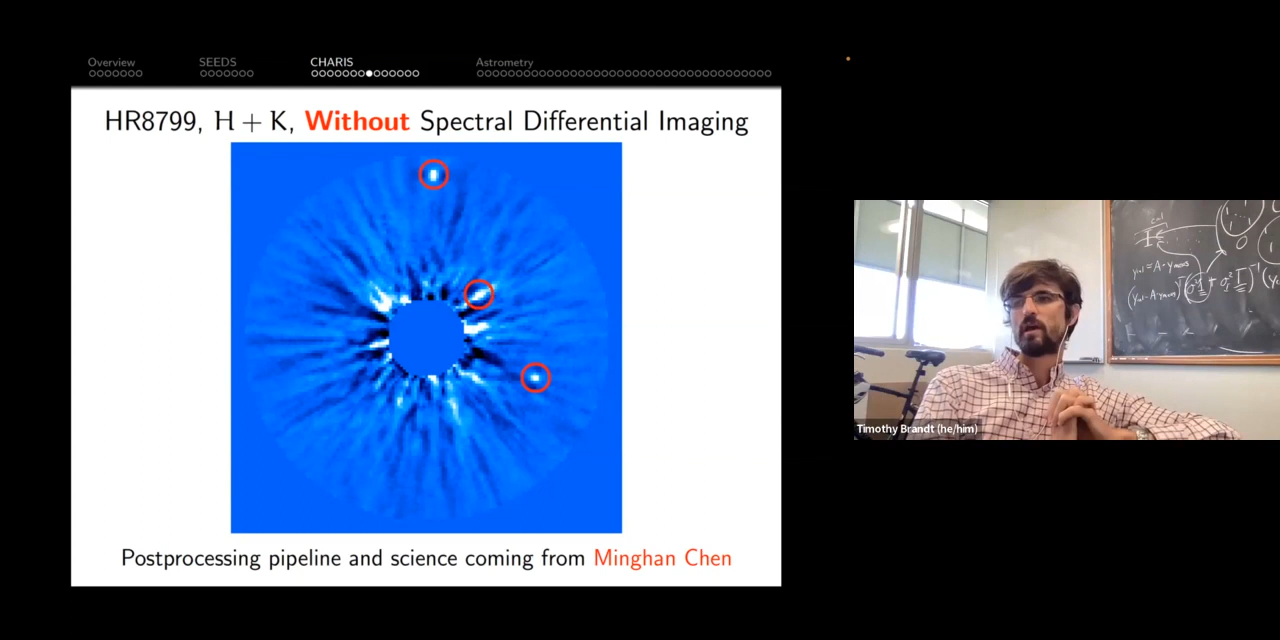 Overview SEEDS CHARIS Astrometry
HR8799, H + K, Without Spectral Differential Imaging
Postprocessing pipeline and science coming from Minghan Chen
Timothy Brandt (he/him)